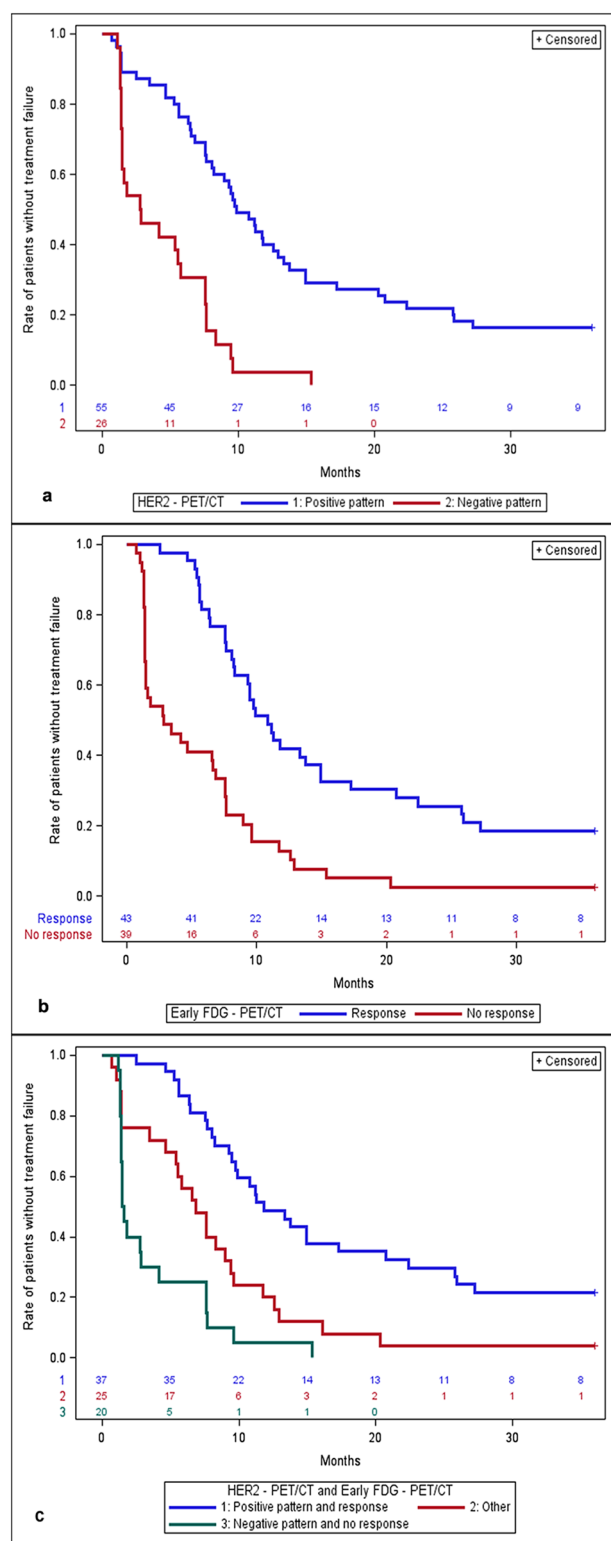 + Censored
1.0
0.8
0.6
0.4
0.2
0.0
Rate of patients without treatment failure
1 55 45 27 16 15 12 9 9
2 26 11 1 1 0
0 10 20 30
Months
HER2 - PET/CT 1: Positive pattern 2: Negative pattern
a
+ Censored
1.0
0.8
0.6
0.4
0.2
0.0
Rate of patients without treatment failure
Response 43 41 22 14 13 11 8 8
No response 39 16 6 3 2 1 1 1
0 10 20 30
Months
Early FDG - PET/CT Response No response
b
+ Censored
1.0
0.8
0.6
0.4
0.2
0.0
Rate of patients without treatment failure
1 37 35 22 14 13 11 8 8
2 25 17 6 3 2 1 1 1
3 20 5 1 1 0
0 10 20 30
Months
HER2 - PET/CT and Early FDG - PET/CT
1: Positive pattern and response 2: Other
3: Negative pattern and no response
c